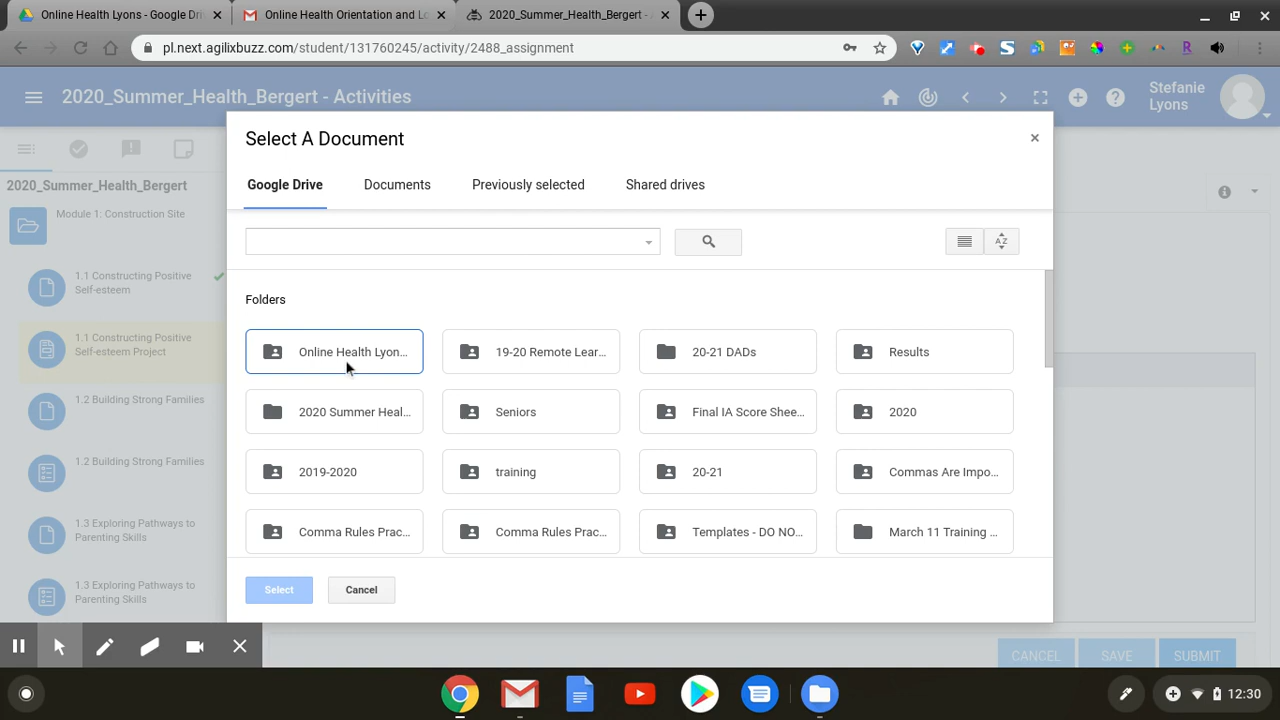 Online Health Lyons - Google Dri
Online Health Orientation and Lo
2020_Summer_Health_Bergert - A
pl.next.agilixbuzz.com/student/131760245/activity/2488_assignment
2020_Summer_Health_Bergert - Activities
Stefanie
Lyons
2020_Summer_Health_Bergert
Module 1: Construction Site
1.1 Constructing Positive
Self-esteem
1.1 Constructing Positive
Self-esteem Project
1.2 Building Strong Families
1.2 Building Strong Families
1.3 Exploring Pathways to
Parenting Skills
1.3 Exploring Pathways to
Parenting Skills
Select A Document
Google Drive Documents Previously selected Shared drives
AZ
Folders
Online Health Lyon... 19-20 Remote Lear... 20-21 DADs Results
2020 Summer Heal... Seniors Final IA Score Shee... 2020
2019-2020 training 20-21 Commas Are Impo...
Comma Rules Prac... Comma Rules Prac... Templates - DO NO... March 11 Training ...
Select Cancel
CANCEL SAVE SUBMIT
12:30